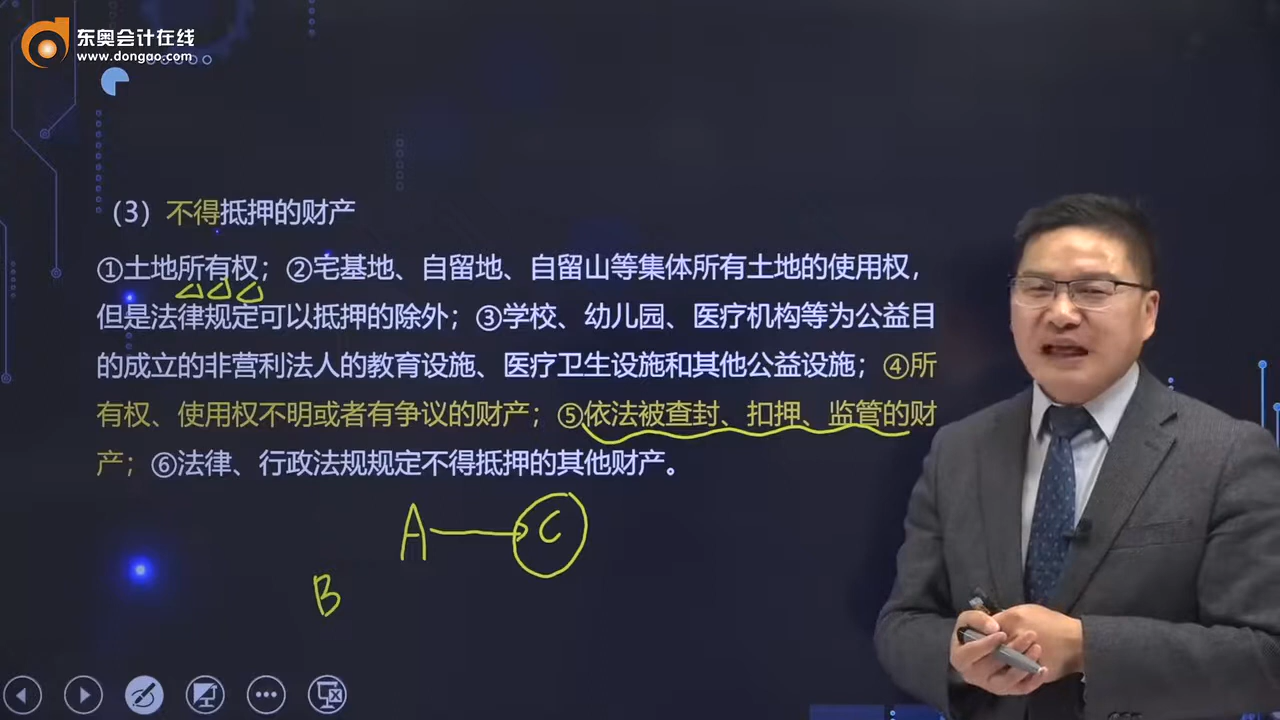 东奥会计在线
www.dongao.com
（3）不得抵押的财产
①土地所有权；②宅基地、自留地、自留山等集体所有土地的使用权，
但是法律规定可以抵押的除外；③学校、幼儿园、医疗机构等为公益目
的成立的非营利法人的教育设施、医疗卫生设施和其他公益设施；④所
有权、使用权不明或者有争议的财产；⑤依法被查封、扣押、监管的财
产；⑥法律、行政法规规定不得抵押的其他财产。
A C
B